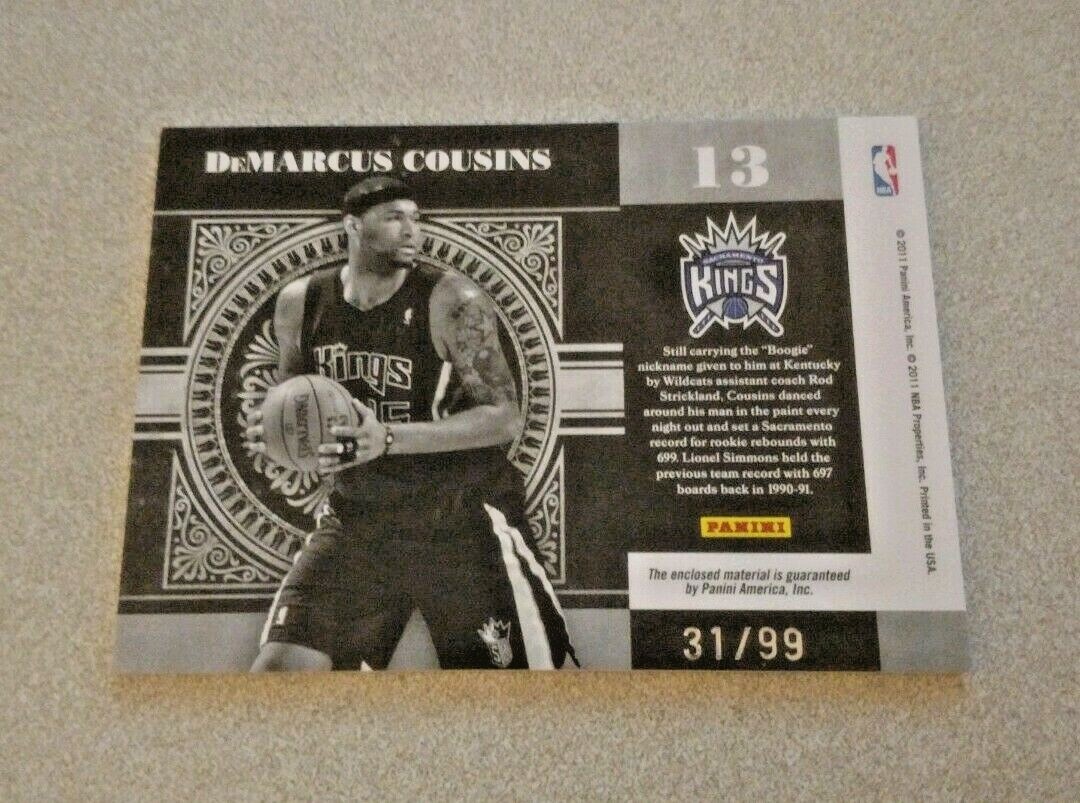 DeMARCUS COUSINS
13
NBA
SACRAMENTO
KINGS
Kings
SPALDING
Still carrying the "Boogie"
nickname given to him at Kentucky
by Wildcats assistant coach Rod
Strickland, Cousins danced
around his man in the paint every
night out and set a Sacramento
record for rookie rebounds with
699. Lionel Simmons held the
previous team record with 697
boards back in 1990-91.
PANINI
The enclosed material is guaranteed
by Panini America, Inc.
31/99
© 2011 Panini America, Inc. © 2011 NBA Properties, Inc. Printed in the USA.